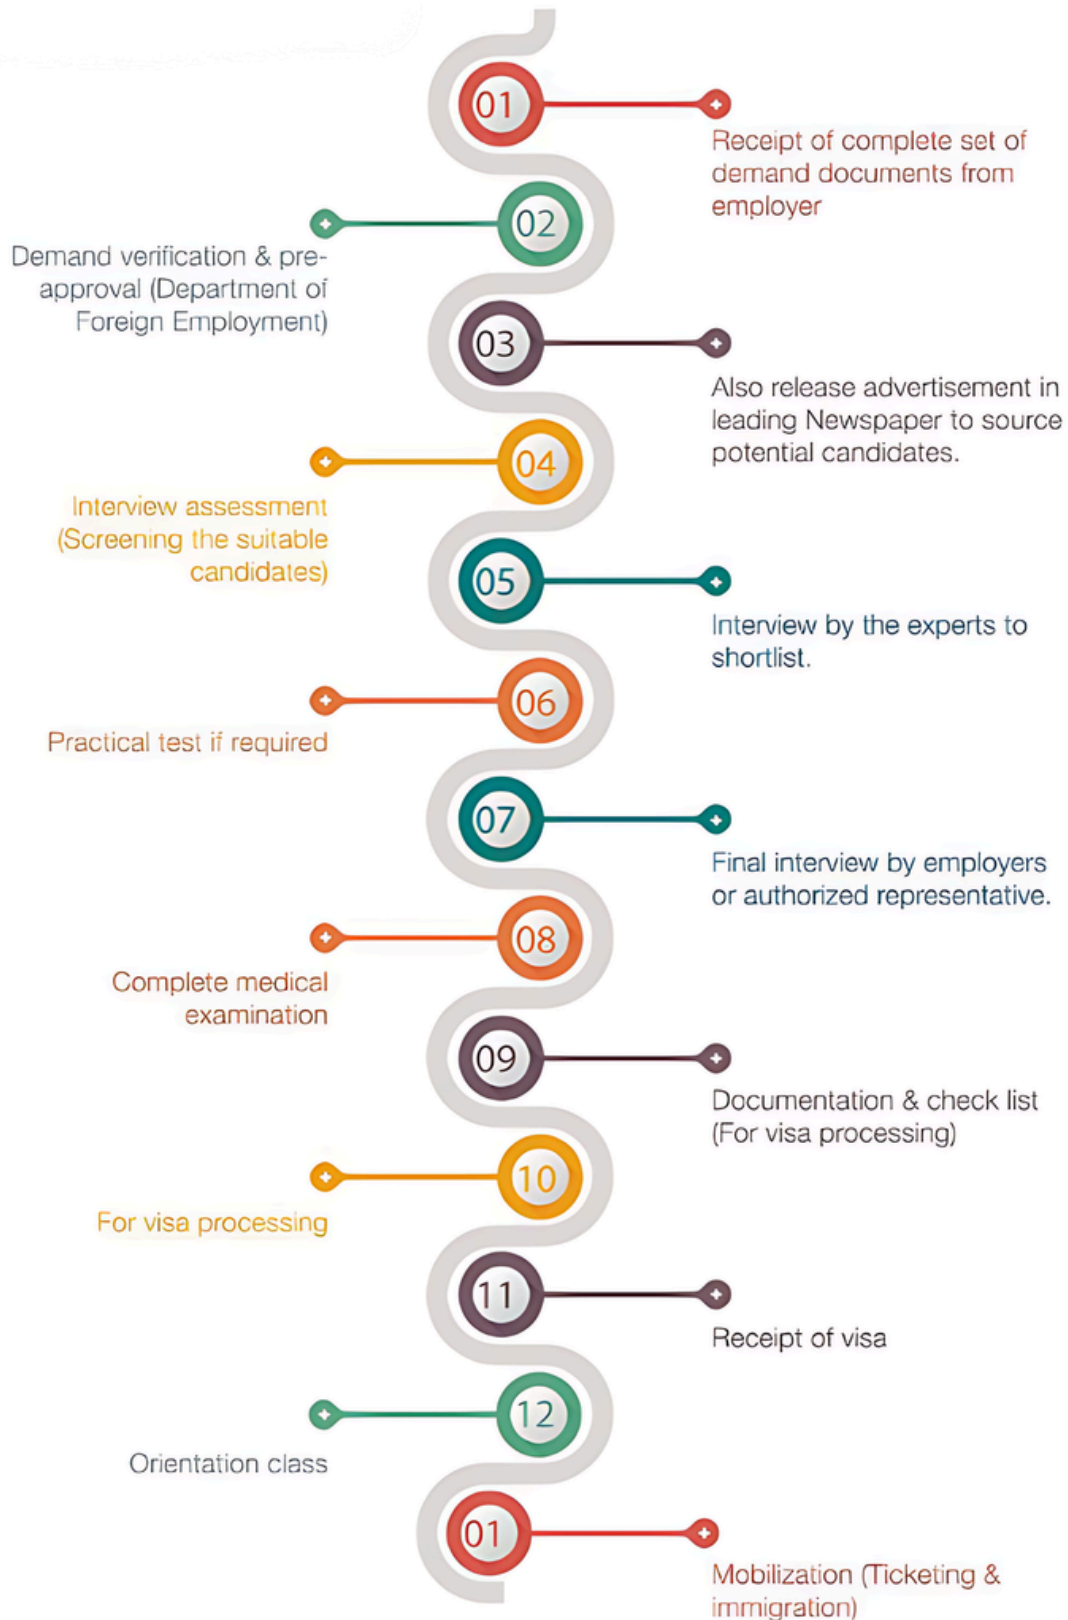 01
Receipt of complete set of
demand documents from
employer
02
Demand verification & pre-
approval (Department of
Foreign Employment)
03
Also release advertisement in
leading Newspaper to source
potential candidates.
04
Interview assessment
(Screening the suitable
candidates)
05
Interview by the experts to
shortlist.
06
Practical test if required
07
Final interview by employers
or authorized representative.
08
Complete medical
examination
09
Documentation & check list
(For visa processing)
10
For visa processing
11
Receipt of visa
12
Orientation class
01
Mobilization (Ticketing &
immigration)